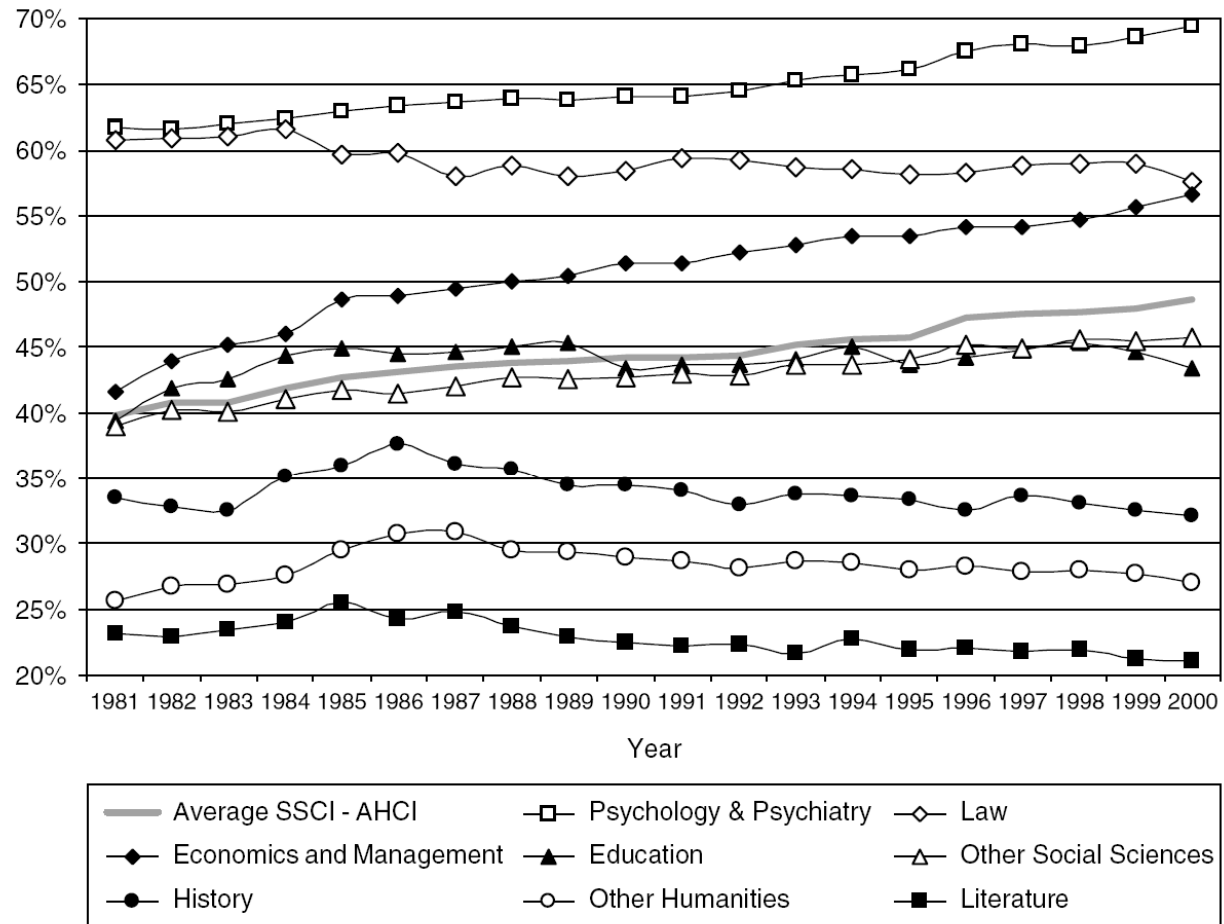 70%
65%
60%
55%
50%
45%
40%
35%
30%
25%
20%
1981 1982 1983 1984 1985 1986 1987 1988 1989 1990 1991 1992 1993 1994 1995 1996 1997 1998 1999 2000
Year
Average SSCI - AHCI Psychology & Psychiatry Law
Economics and Management Education Other Social Sciences
History Other Humanities Literature